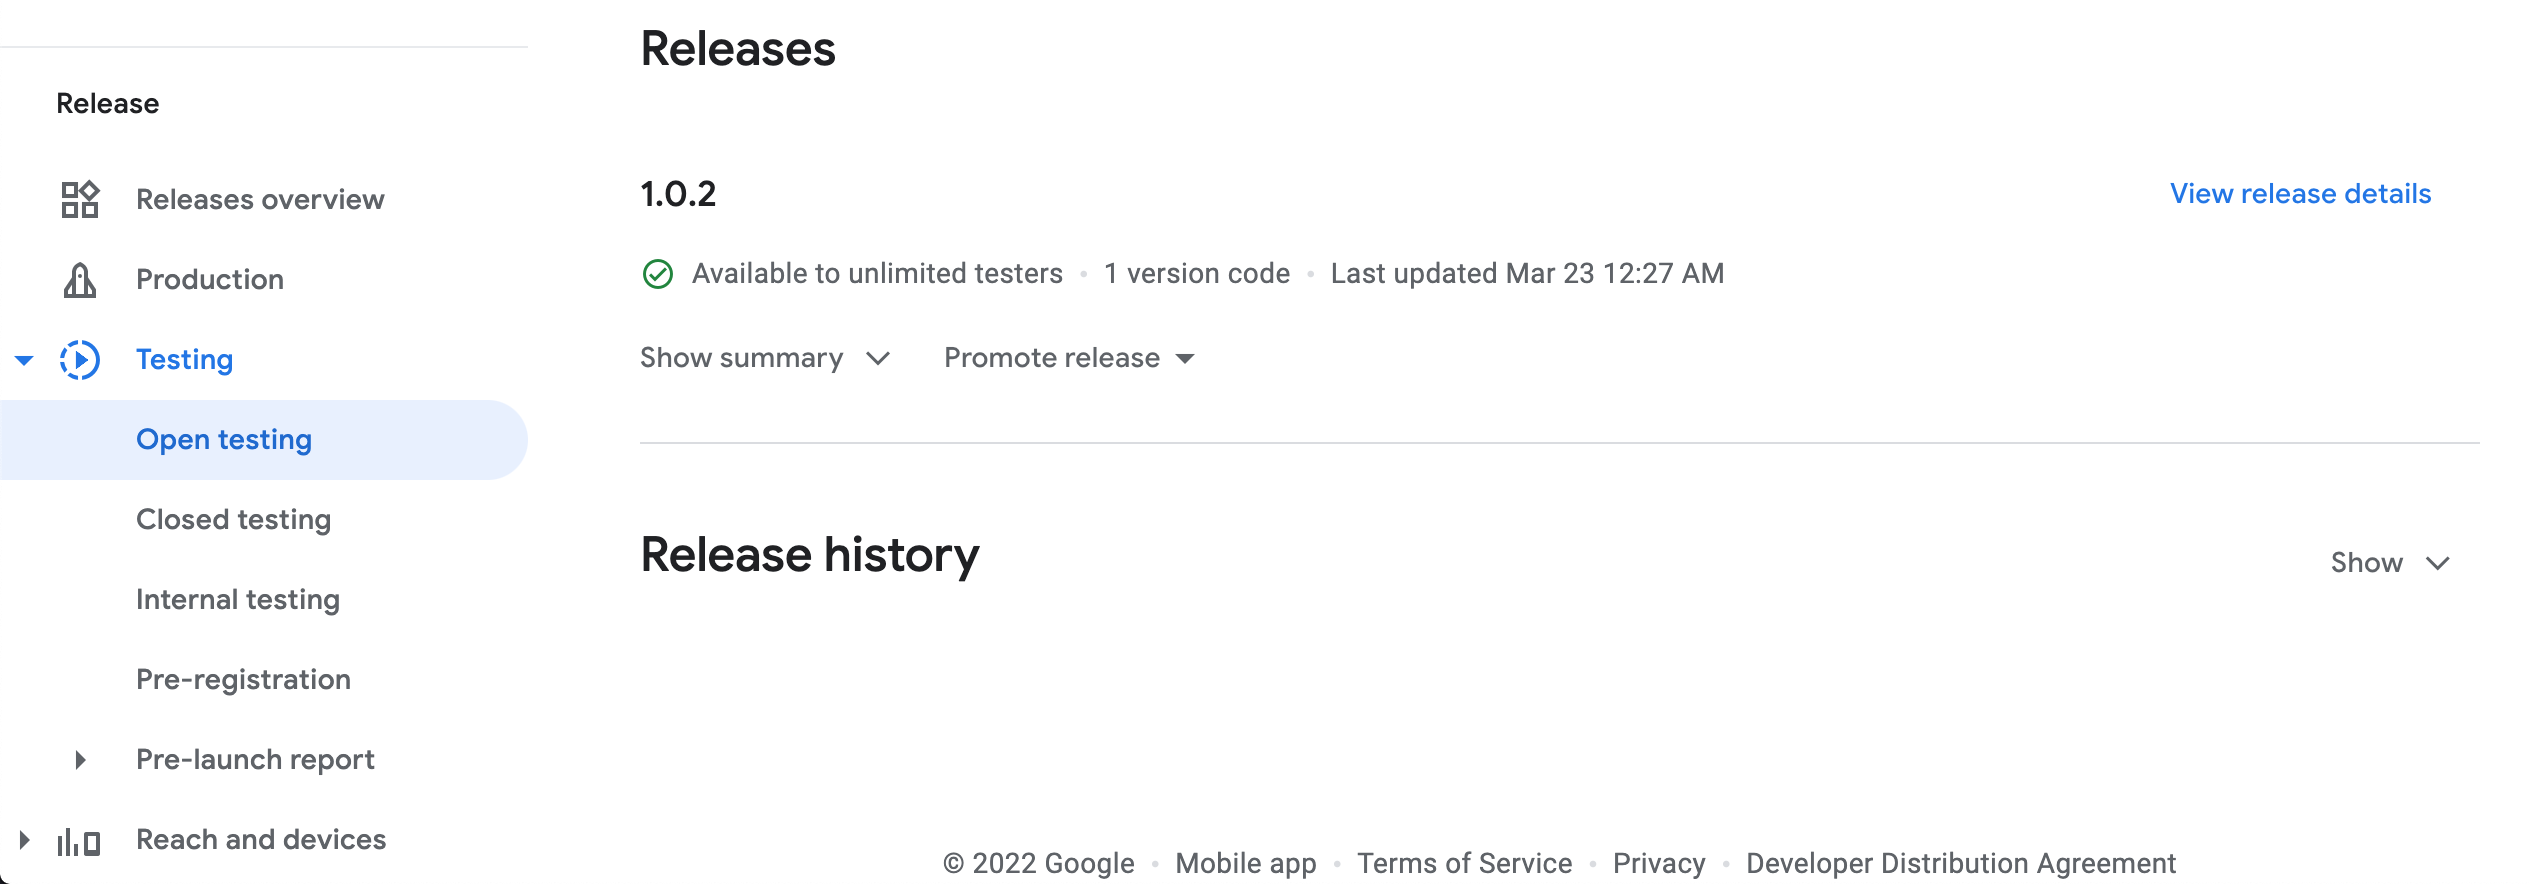 Release
Releases overview
Production
Testing
Open testing
Closed testing
Internal testing
Pre-registration
Pre-launch report
Reach and devices
Releases
1.0.2
View release details
Available to unlimited testers • 1 version code • Last updated Mar 23 12:27 AM
Show summary
Promote release
Release history
Show
© 2022 Google • Mobile app • Terms of Service • Privacy • Developer Distribution Agreement